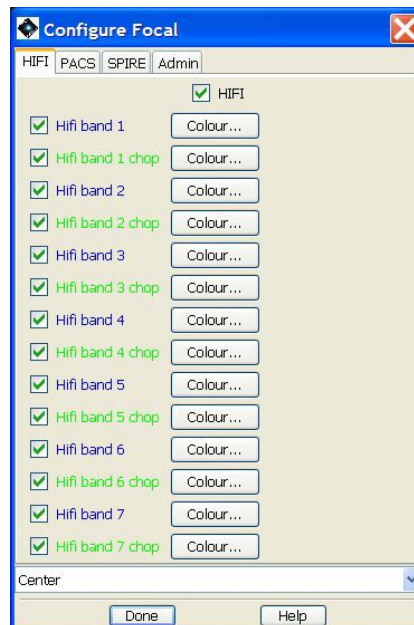 Configure Focal
HIFI PACS SPIRE Admin
HIFI
Hifi band 1 Colour...
Hifi band 1 chop Colour...
Hifi band 2 Colour...
Hifi band 2 chop Colour...
Hifi band 3 Colour...
Hifi band 3 chop Colour...
Hifi band 4 Colour...
Hifi band 4 chop Colour...
Hifi band 5 Colour...
Hifi band 5 chop Colour...
Hifi band 6 Colour...
Hifi band 6 chop Colour...
Hifi band 7 Colour...
Hifi band 7 chop Colour...
Center
Done Help